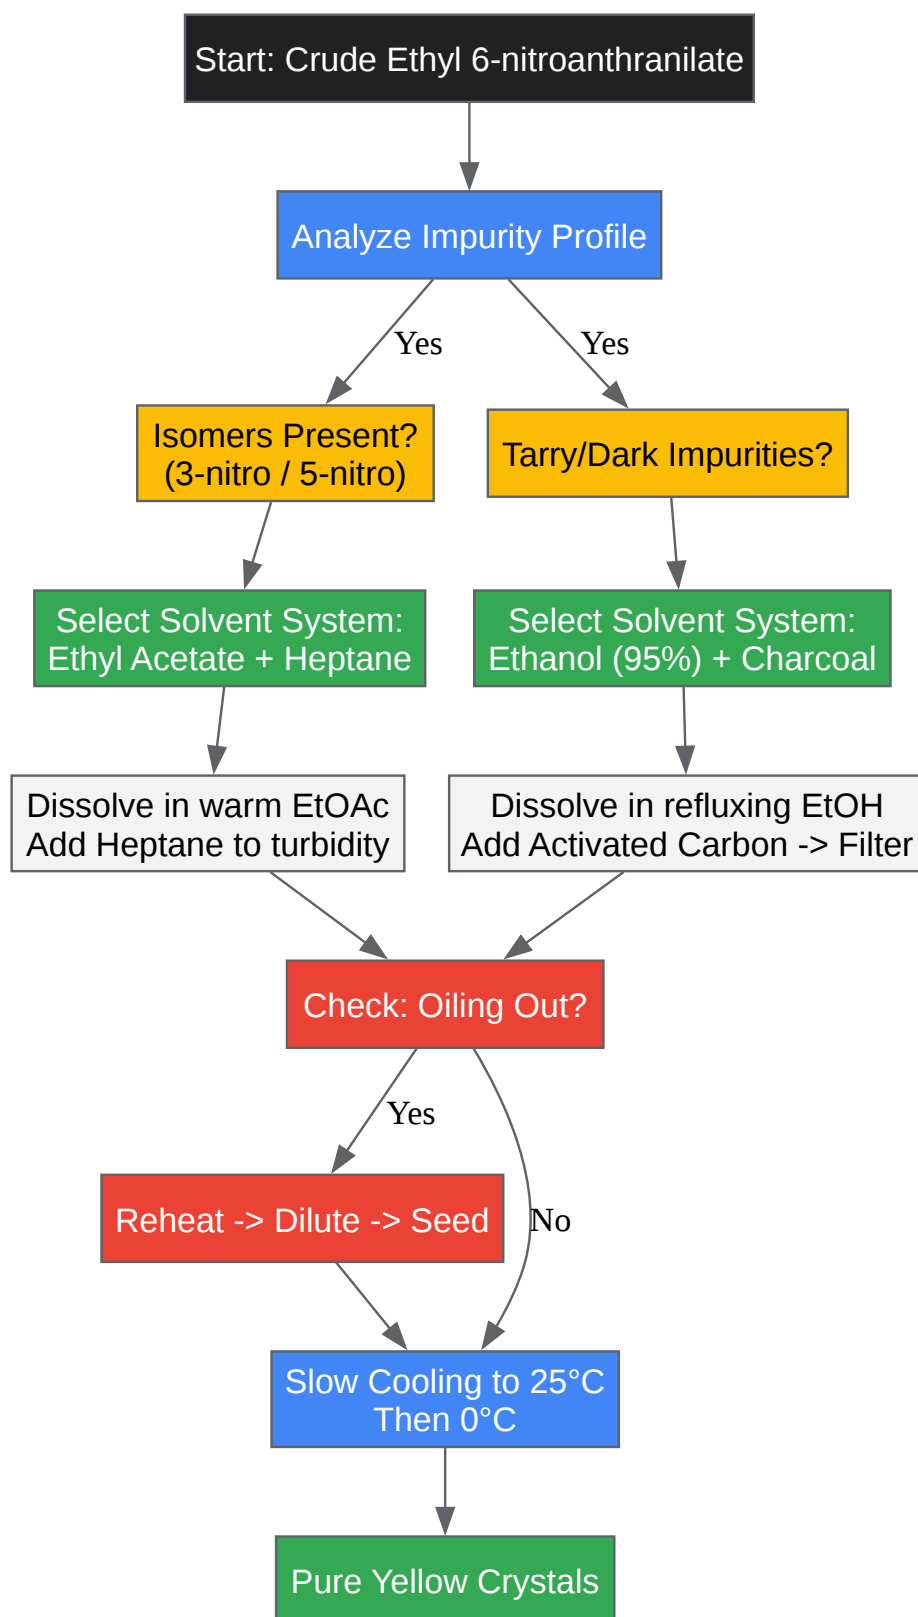 Start: Crude Ethyl 6-nitroanthranilate
Analyze Impurity Profile
Yes
Yes
Isomers Present?
(3-nitro / 5-nitro)
Tarry/Dark Impurities?
Select Solvent System:
Ethyl Acetate + Heptane
Select Solvent System:
Ethanol (95%) + Charcoal
Dissolve in warm EtOAc
Add Heptane to turbidity
Dissolve in refluxing EtOH
Add Activated Carbon -> Filter
Check: Oiling Out?
Yes
Reheat -> Dilute -> Seed
No
Slow Cooling to 25°C
Then 0°C
Pure Yellow Crystals